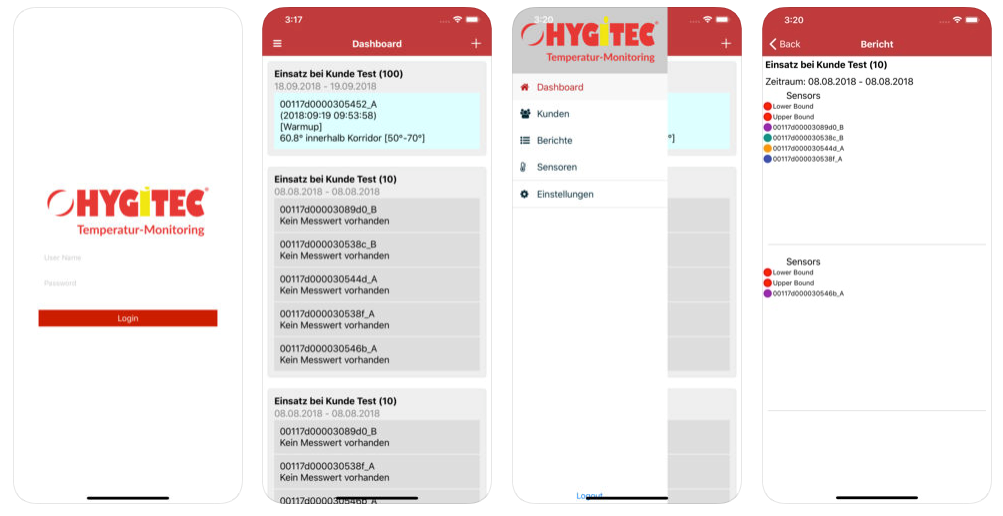 HYGiTEC®
Temperatur-Monitoring
User Name
Password
Login
3:17
Dashboard
Einsatz bei Kunde Test (100)
18.09.2018 - 19.09.2018
00117d0000305452_A
(2018:09:19 09:53:58)
[Warmup]
60.8° innerhalb Korridor [50°-70°]
Einsatz bei Kunde Test (10)
08.08.2018 - 08.08.2018
00117d00003089d0_B
Kein Messwert vorhanden
00117d000030538c_B
Kein Messwert vorhanden
00117d000030544d_A
Kein Messwert vorhanden
00117d000030538f_A
Kein Messwert vorhanden
00117d000030546b_A
Kein Messwert vorhanden
Einsatz bei Kunde Test (10)
08.08.2018 - 08.08.2018
00117d00003089d0_B
Kein Messwert vorhanden
00117d000030538f_A
Kein Messwert vorhanden
00117d000030546b_A
3:20
HYGiTEC®
Temperatur-Monitoring
Dashboard
Kunden
Berichte
°]
Sensoren
Einstellungen
Logout
3:20
Back
Bericht
Einsatz bei Kunde Test (10)
Zeitraum: 08.08.2018 - 08.08.2018
Sensors
Lower Bound
Upper Bound
00117d00003089d0_B
00117d000030538c_B
00117d000030544d_A
00117d000030538f_A
Sensors
Lower Bound
Upper Bound
00117d000030546b_A